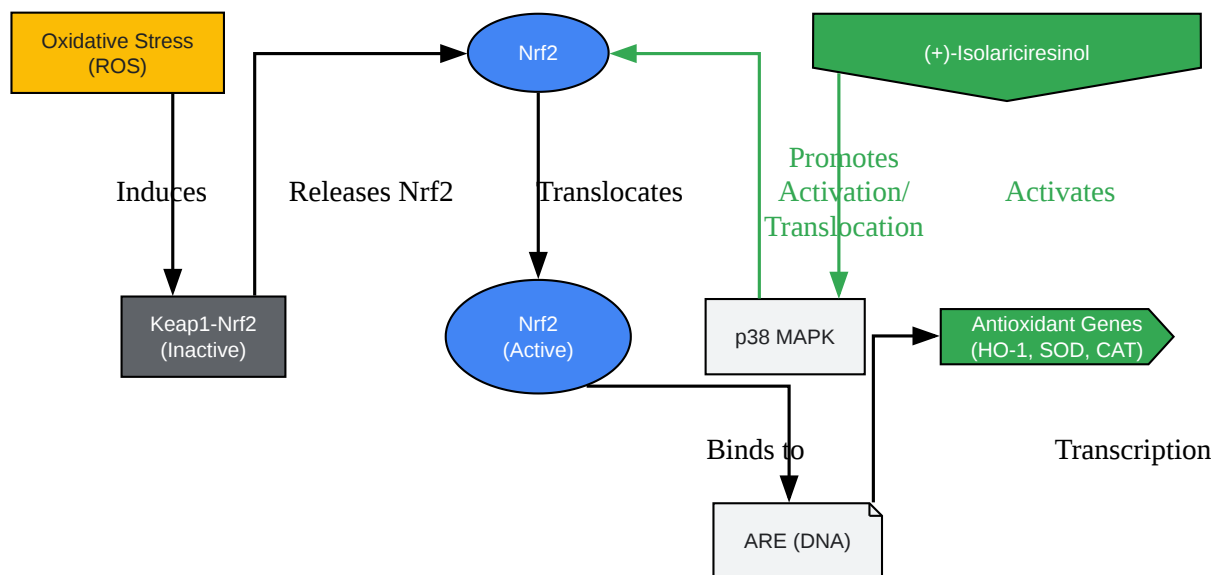 Oxidative Stress
(ROS)
Nrf2
(+)-Isolariciresinol
Induces
Releases Nrf2
Translocates
Promotes
Activation/
Translocation
Activates
Keap1-Nrf2
(Inactive)
Nrf2
(Active)
p38 MAPK
Antioxidant Genes
(HO-1, SOD, CAT)
Binds to
Transcription
ARE (DNA)